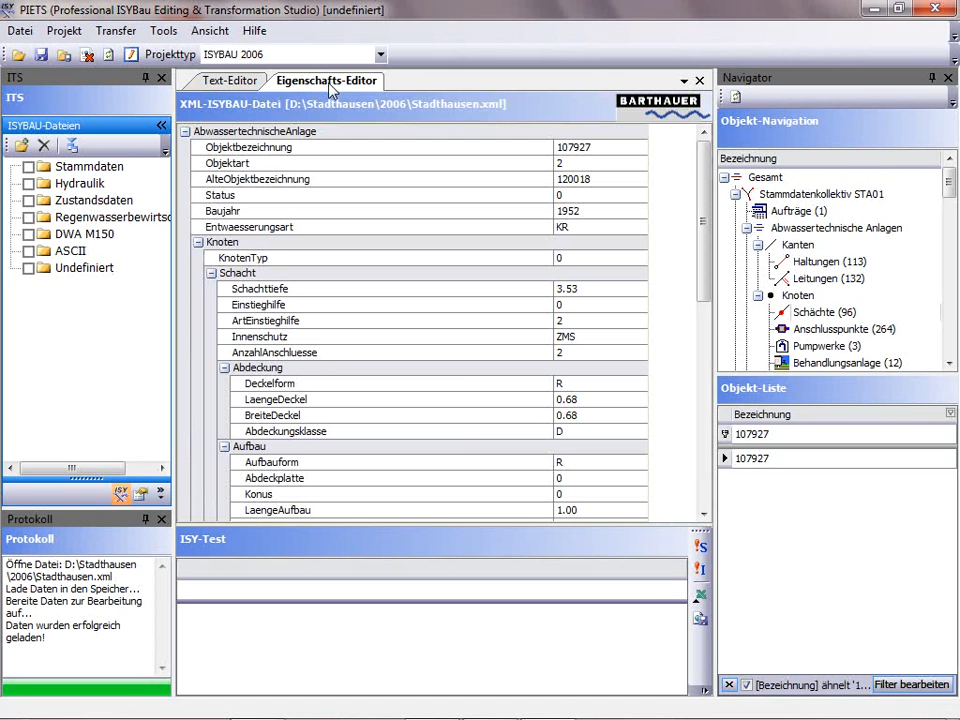 PIETS (Professional ISYBau Editing & Transformation Studio) [undefiniert]
Datei Projekt Transfer Tools Ansicht Hilfe
Projekttyp ISYBAU 2006
ITS
ITS
ISYBAU-Dateien
Stammdaten
Hydraulik
Zustandsdaten
Regenwasserbewirtsc
DWA M150
ASCII
Undefiniert
Protokoll
Protokoll
Öffne Datei: D:\Stadthausen
\2006\Stadthausen.xml
Lade Daten in den Speicher...
Bereite Daten zur Bearbeitung
auf...
Daten wurden erfolgreich
geladen!
Text-Editor Eigenschafts-Editor
XML-ISYBAU-Datei [D:\Stadthausen\2006\Stadthausen.xml]
BARTHAUER
AbwassertechnischeAnlage
Objektbezeichnung 107927
Objektart 2
AlteObjektbezeichnung 120018
Status 0
Baujahr 1952
Entwaesserungsart KR
Knoten
KnotenTyp 0
Schacht
Schachttiefe 3.53
Einstieghilfe 0
ArtEinstieghilfe 2
Innenschutz ZMS
AnzahlAnschluesse 2
Abdeckung
Deckelform R
LaengeDeckel 0.68
BreiteDeckel 0.68
Abdeckungsklasse D
Aufbau
Aufbauform R
Abdeckplatte 0
Konus 0
LaengeAufbau 1.00
ISY-Test
Navigator
Objekt-Navigation
Bezeichnung
Gesamt
Stammdatenkollektiv STA01
Aufträge (1)
Abwassertechnische Anlagen
Kanten
Haltungen (113)
Leitungen (132)
Knoten
Schächte (96)
Anschlusspunkte (264)
Pumpwerke (3)
Behandlungsanlage (12)
Objekt-Liste
Bezeichnung
107927
107927
[Bezeichnung] ähnelt '1... Filter bearbeiten